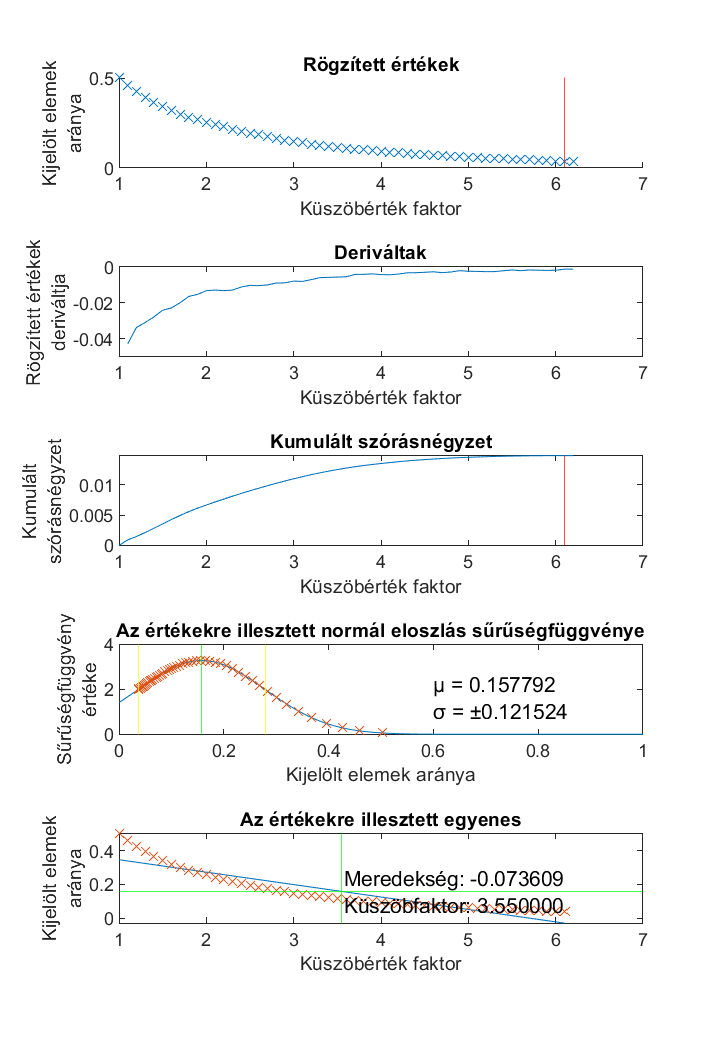 Rögzített értékek
Kijelölt elemek
aránya
0.5
0
1 2 3 4 5 6 7
Küszöbérték faktor
Deriváltak
Rögzített értékek
deriváltja
0
-0.02
-0.04
1 2 3 4 5 6 7
Küszöbérték faktor
Kumulált szórásnégyzet
Kumulált
szórásnégyzet
0.01
0.005
0
1 2 3 4 5 6 7
Küszöbérték faktor
Az értékekre illesztett normál eloszlás sűrűségfüggvénye
Sűrűségfüggvény
értéke
4
2
0
μ = 0.157792
σ = ±0.121524
0 0.2 0.4 0.6 0.8 1
Kijelölt elemek aránya
Az értékekre illesztett egyenes
Kijelölt elemek
aránya
0.4
0.2
0
Meredekség: -0.073609
Küszöbfaktor: 3.550000
1 2 3 4 5 6 7
Küszöbérték faktor